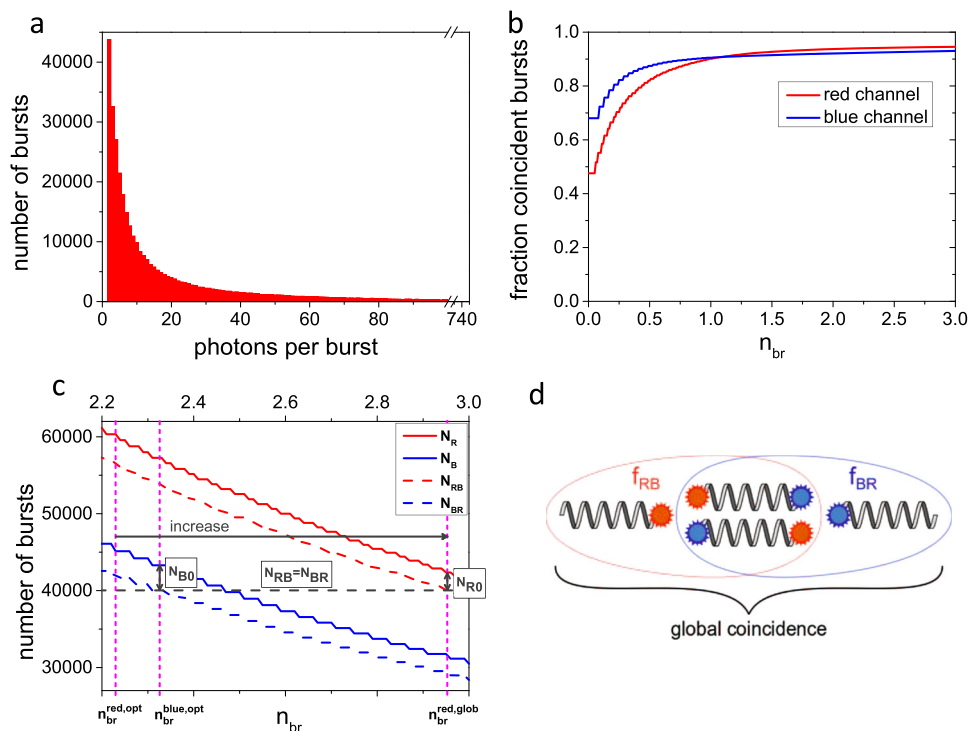 a
number of bursts
40000
30000
20000
10000
0
0 20 40 60 80 740
photons per burst
b
fraction coincident bursts
1.0
0.8
0.6
0.4
0.2
0.0
0.0 0.5 1.0 1.5 2.0 2.5 3.0
n_br
red channel
blue channel
c
2.2 2.4 2.6 2.8 3.0
number of bursts
60000
50000
40000
30000
N_R
N_B
N_RB
N_BR
increase
N_B0
N_RB=N_BR
N_R0
n_br^red,opt n_br^blue,opt n_br n_br^red,glob
d
f_RB
f_BR
global coincidence